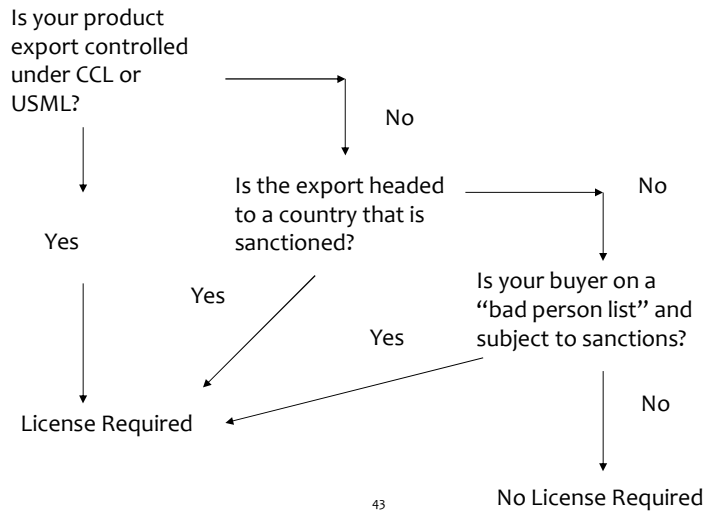 Is your product
export controlled
under CCL or
USML?
No
Is the export headed
to a country that is
sanctioned?
No
Yes
Yes
Is your buyer on a
“bad person list” and
subject to sanctions?
Yes
No
License Required
No License Required
43